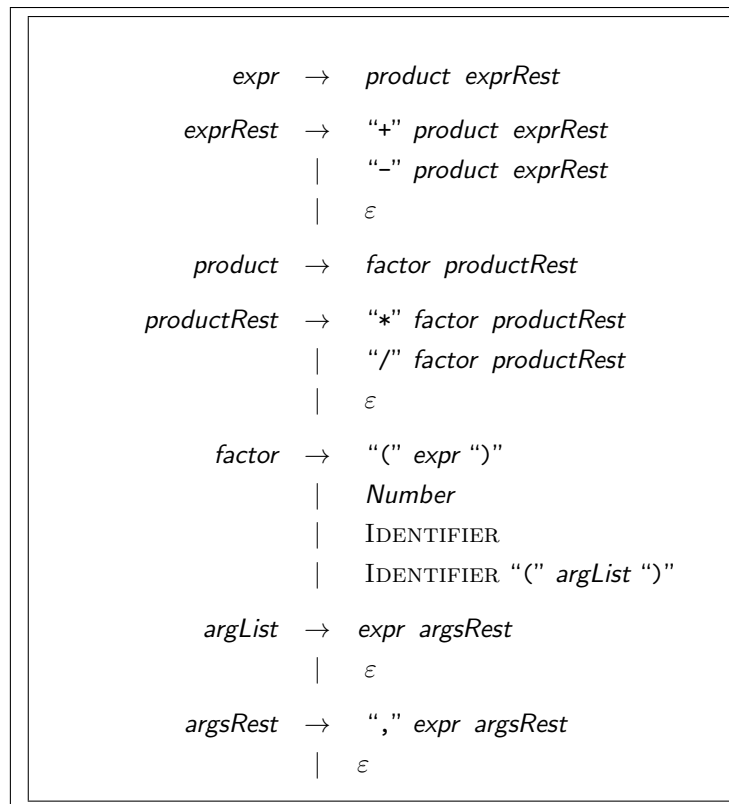 expr → product exprRest
exprRest → “+” product exprRest
| “-” product exprRest
| ε
product → factor productRest
productRest → “*” factor productRest
| “/” factor productRest
| ε
factor → “(” expr “)”
| Number
| IDENTIFIER
| IDENTIFIER “(” argList “)”
argList → expr argsRest
| ε
argsRest → “,” expr argsRest
| ε